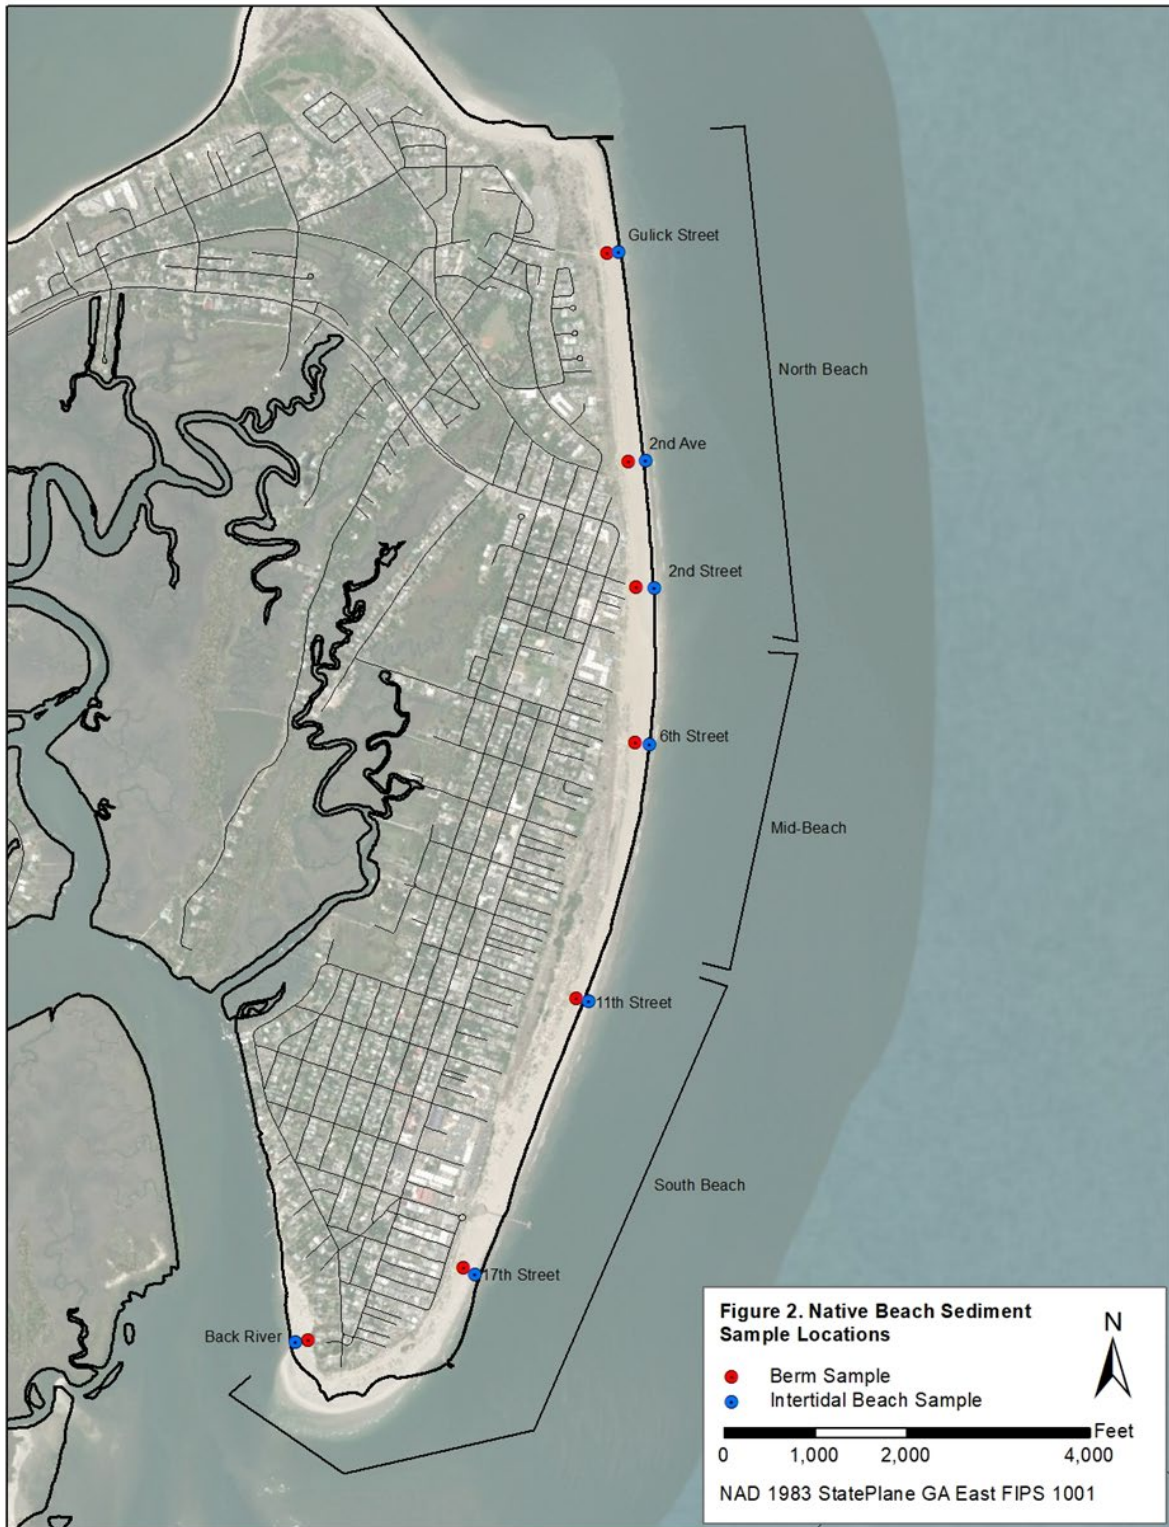 Gulick Street
North Beach
2nd Ave
2nd Street
6th Street
Mid-Beach
11th Street
South Beach
17th Street
Back River
Figure 2. Native Beach Sediment
Sample Locations
N
Berm Sample
Intertidal Beach Sample
Feet
0 1,000 2,000 4,000
NAD 1983 StatePlane GA East FIPS 1001